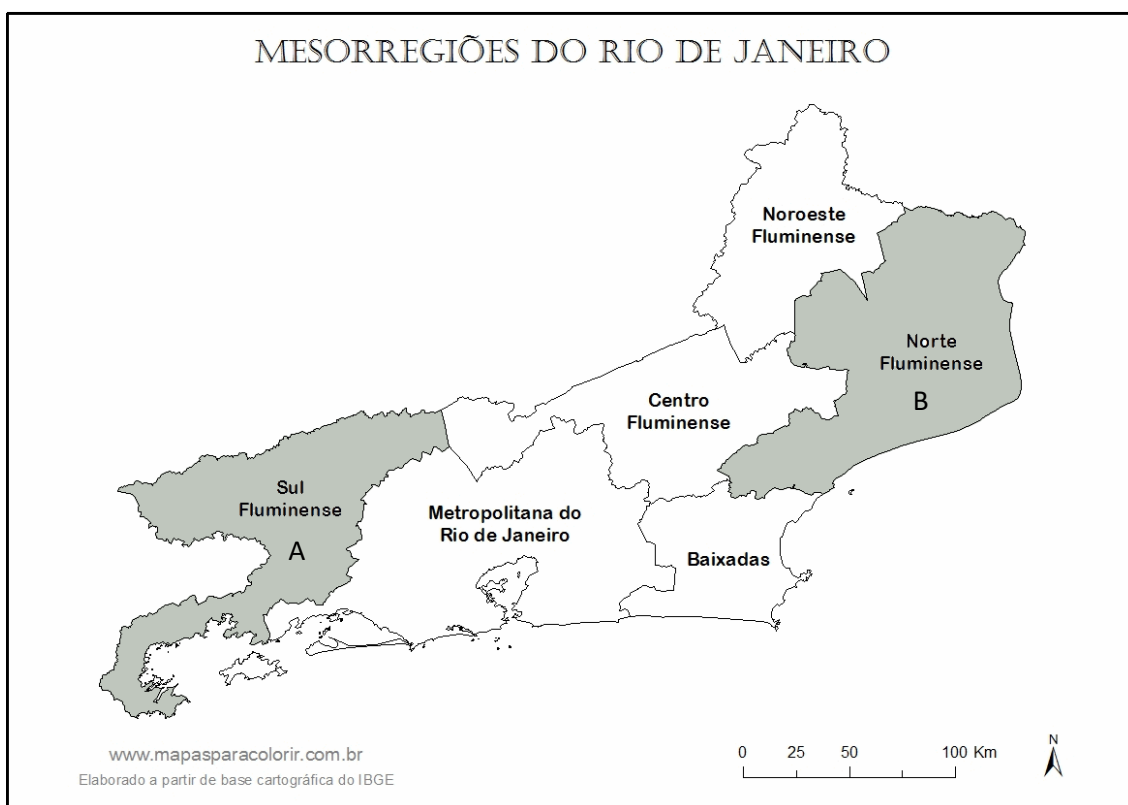 MESORREGIÕES DO RIO DE JANEIRO
Noroeste
Fluminense
Norte
Fluminense
B
Centro
Fluminense
Sul
Fluminense
A
Metropolitana do
Rio de Janeiro
Baixadas
www.mapasparacolorir.com.br
Elaborado a partir de base cartográfica do IBGE
0 25 50 100 Km
N